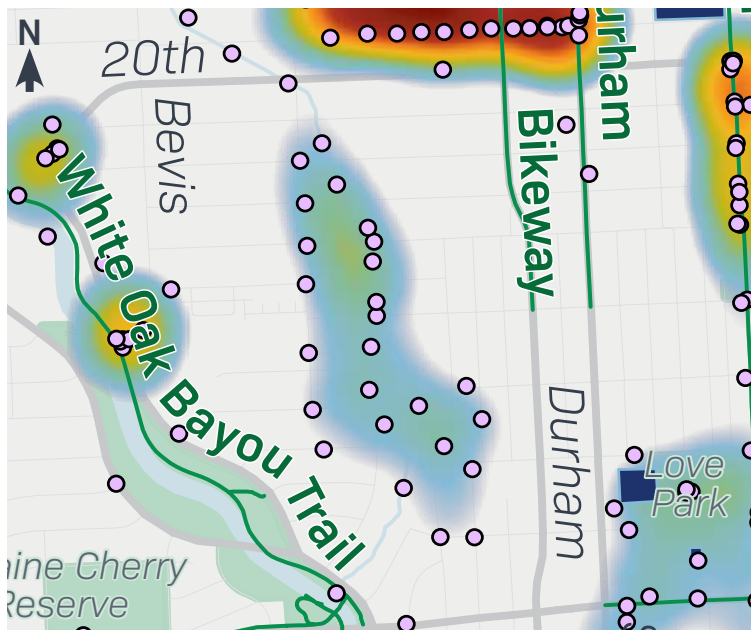 N
20th
Bevis
urham
Bikeway
White Oak Bayou Trail
Durham
Love
Park
aine Cherry
Reserve